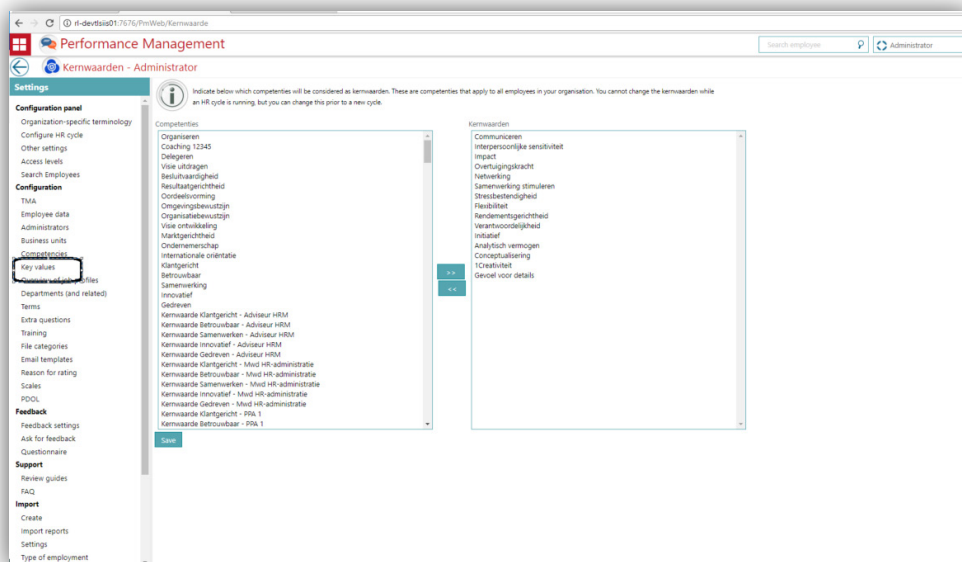 rl-devtlsiis01:7676/PmWeb/Kernwaarde
Performance Management
Search employee
Administrator
Kernwaarden - Administrator
Settings
Configuration panel
Organization-specific terminology
Configure HR cycle
Other settings
Access levels
Search Employees
Configuration
TMA
Employee data
Administrators
Business units
Competencies
Key values
Overview of job profiles
Departments (and related)
Terms
Extra questions
Training
File categories
Email templates
Reason for rating
Scales
PDOL
Feedback
Feedback settings
Ask for feedback
Questionnaire
Support
Review guides
FAQ
Import
Create
Import reports
Settings
Type of employment
Indicate below which competenties will be considered as kernwaarden. These are competenties that apply to all employees in your organisation. You cannot change the kernwaarden while
an HR cycle is running, but you can change this prior to a new cycle.
Competenties
Organiseren
Coaching 12345
Delegeren
Visie uitdragen
Besluitvaardigheid
Resultaatgerichtheid
Oordeelsvorming
Omgevingsbewustzijn
Organisatiebewustzijn
Visie ontwikkeling
Marktgerichtheid
Ondernemerschap
Internationale oriëntatie
Klantgericht
Betrouwbaar
Samenwerking
Innovatief
Gedreven
Kernwaarde Klantgericht - Adviseur HRM
Kernwaarde Betrouwbaar - Adviseur HRM
Kernwaarde Samenwerken - Adviseur HRM
Kernwaarde Innovatief - Adviseur HRM
Kernwaarde Gedreven - Adviseur HRM
Kernwaarde Klantgericht - Mwd HR-administratie
Kernwaarde Betrouwbaar - Mwd HR-administratie
Kernwaarde Samenwerken - Mwd HR-administratie
Kernwaarde Innovatief - Mwd HR-administratie
Kernwaarde Gedreven - Mwd HR-administratie
Kernwaarde Klantgericht - PPA 1
Kernwaarde Betrouwbaar - PPA 1
>>
<<
Kernwaarden
Communiceren
Interpersoonlijke sensitiviteit
Impact
Overtuigingskracht
Netwerking
Samenwerking stimuleren
Stressbestendigheid
Flexibiliteit
Rendementsgerichtheid
Verantwoordelijkheid
Initiatief
Analytisch vermogen
Conceptualisering
1Creativiteit
Gevoel voor details
Save